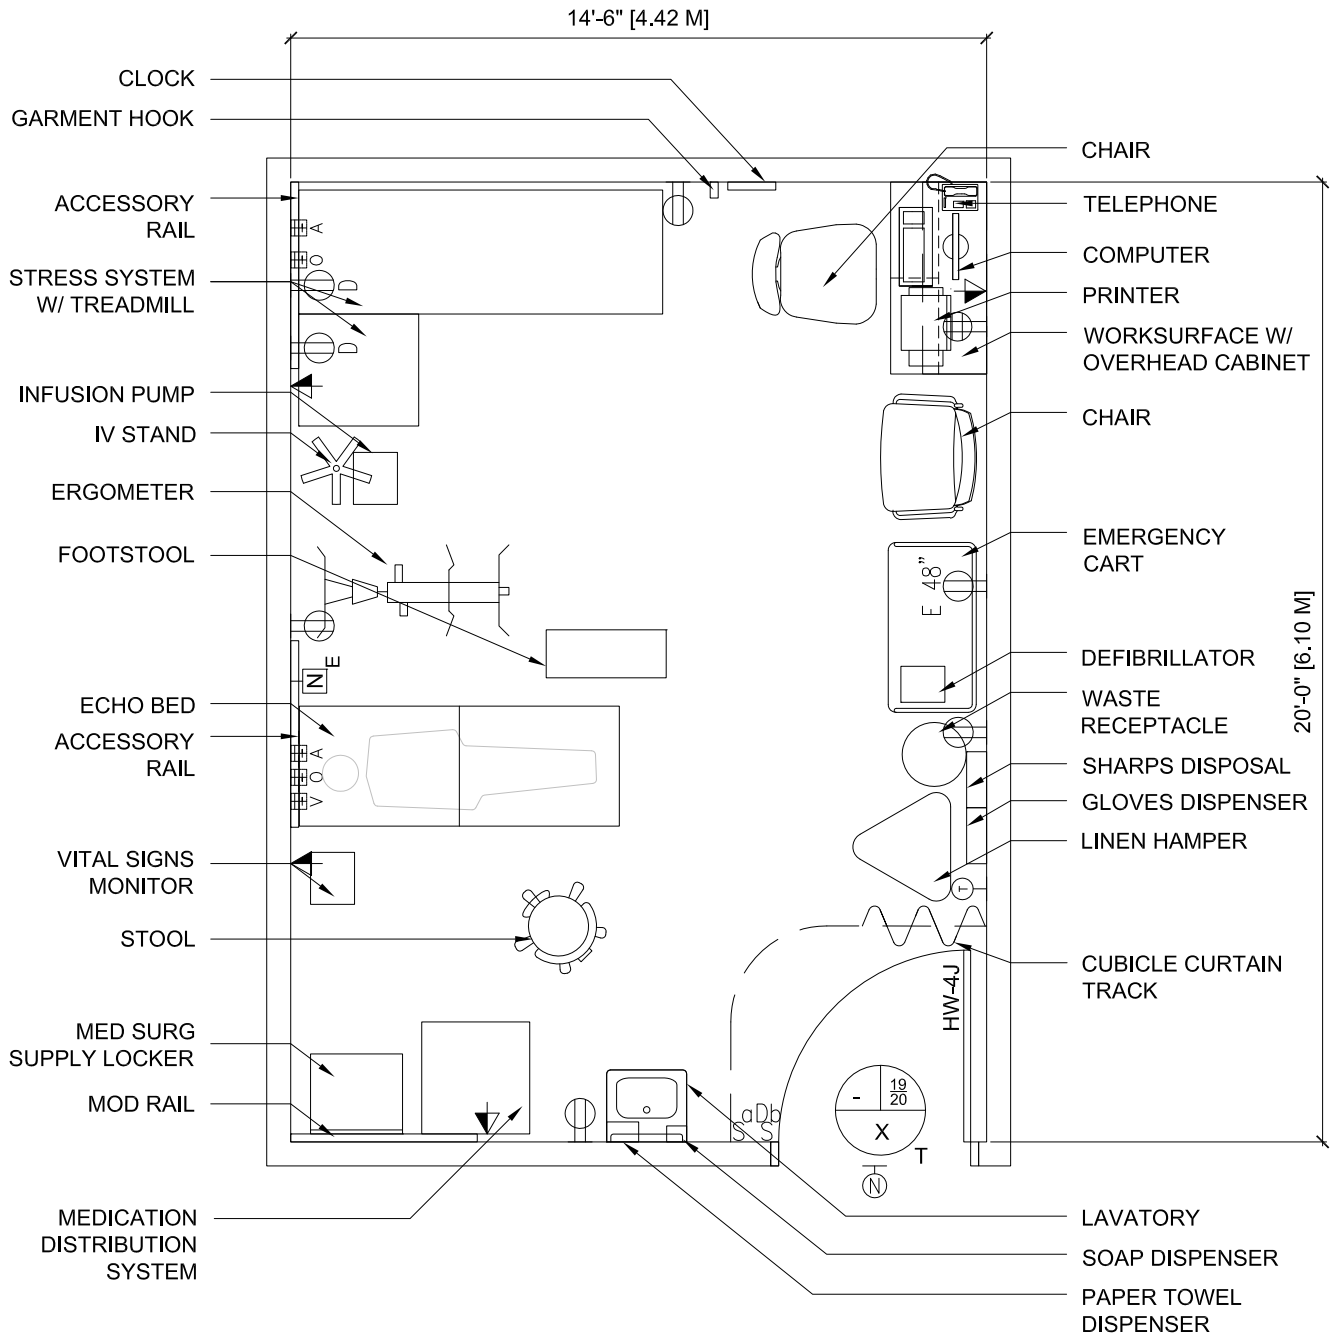 14'-6" [4.42 M]
CLOCK
GARMENT HOOK
ACCESSORY
RAIL
STRESS SYSTEM
W/ TREADMILL
INFUSION PUMP
IV STAND
ERGOMETER
FOOTSTOOL
ECHO BED
ACCESSORY
RAIL
VITAL SIGNS
MONITOR
STOOL
MED SURG
SUPPLY LOCKER
MOD RAIL
MEDICATION
DISTRIBUTION
SYSTEM
A
O
D
D
N
E
A
O
V
E 48"
T
HW-4J
aDb
S S
-
19
20
X
T
N
CHAIR
TELEPHONE
COMPUTER
PRINTER
WORKSURFACE W/
OVERHEAD CABINET
CHAIR
EMERGENCY
CART
DEFIBRILLATOR
WASTE
RECEPTACLE
SHARPS DISPOSAL
GLOVES DISPENSER
LINEN HAMPER
CUBICLE CURTAIN
TRACK
LAVATORY
SOAP DISPENSER
PAPER TOWEL
DISPENSER
20'-0" [6.10 M]